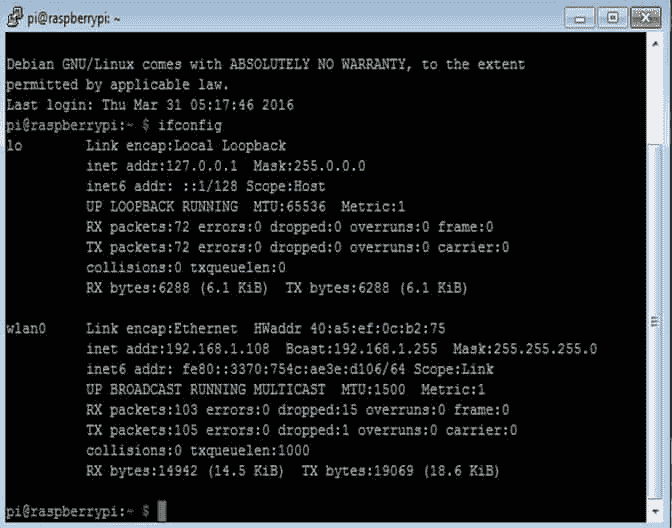 pi@raspberrypi: ~
Debian GNU/Linux comes with ABSOLUTELY NO WARRANTY, to the extent
permitted by applicable law.
Last login: Thu Mar 31 05:17:46 2016
pi@raspberrypi:~ $ ifconfig
lo        Link encap:Local Loopback
          inet addr:127.0.0.1  Mask:255.0.0.0
          inet6 addr: ::1/128 Scope:Host
          UP LOOPBACK RUNNING  MTU:65536  Metric:1
          RX packets:72 errors:0 dropped:0 overruns:0 frame:0
          TX packets:72 errors:0 dropped:0 overruns:0 carrier:0
          collisions:0 txqueuelen:0
          RX bytes:6288 (6.1 KiB)  TX bytes:6288 (6.1 KiB)
wlan0     Link encap:Ethernet  HWaddr 40:a5:ef:0c:b2:75
          inet addr:192.168.1.108  Bcast:192.168.1.255  Mask:255.255.255.0
          inet6 addr: fe80::3370:754c:ae3e:d106/64 Scope:Link
          UP BROADCAST RUNNING MULTICAST  MTU:1500  Metric:1
          RX packets:103 errors:0 dropped:15 overruns:0 frame:0
          TX packets:105 errors:0 dropped:1 overruns:0 carrier:0
          collisions:0 txqueuelen:1000
          RX bytes:14942 (14.5 KiB)  TX bytes:19069 (18.6 KiB)
pi@raspberrypi:~ $